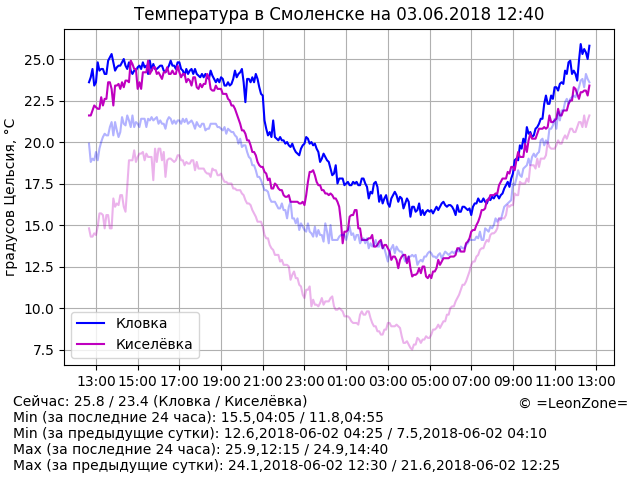 Температура в Смоленске на 03.06.2018 12:40
градусов Цельсия, °C
25.0
22.5
20.0
17.5
15.0
12.5
10.0
7.5
Кловка
Киселёвка
13:00 15:00 17:00 19:00 21:00 23:00 01:00 03:00 05:00 07:00 09:00 11:00 13:00
Сейчас: 25.8 / 23.4 (Кловка / Киселёвка)
© =LeonZone=
Min (за последние 24 часа): 15.5,04:05 / 11.8,04:55
Min (за предыдущие сутки): 12.6,2018-06-02 04:25 / 7.5,2018-06-02 04:10
Max (за последние 24 часа): 25.9,12:15 / 24.9,14:40
Max (за предыдущие сутки): 24.1,2018-06-02 12:30 / 21.6,2018-06-02 12:25